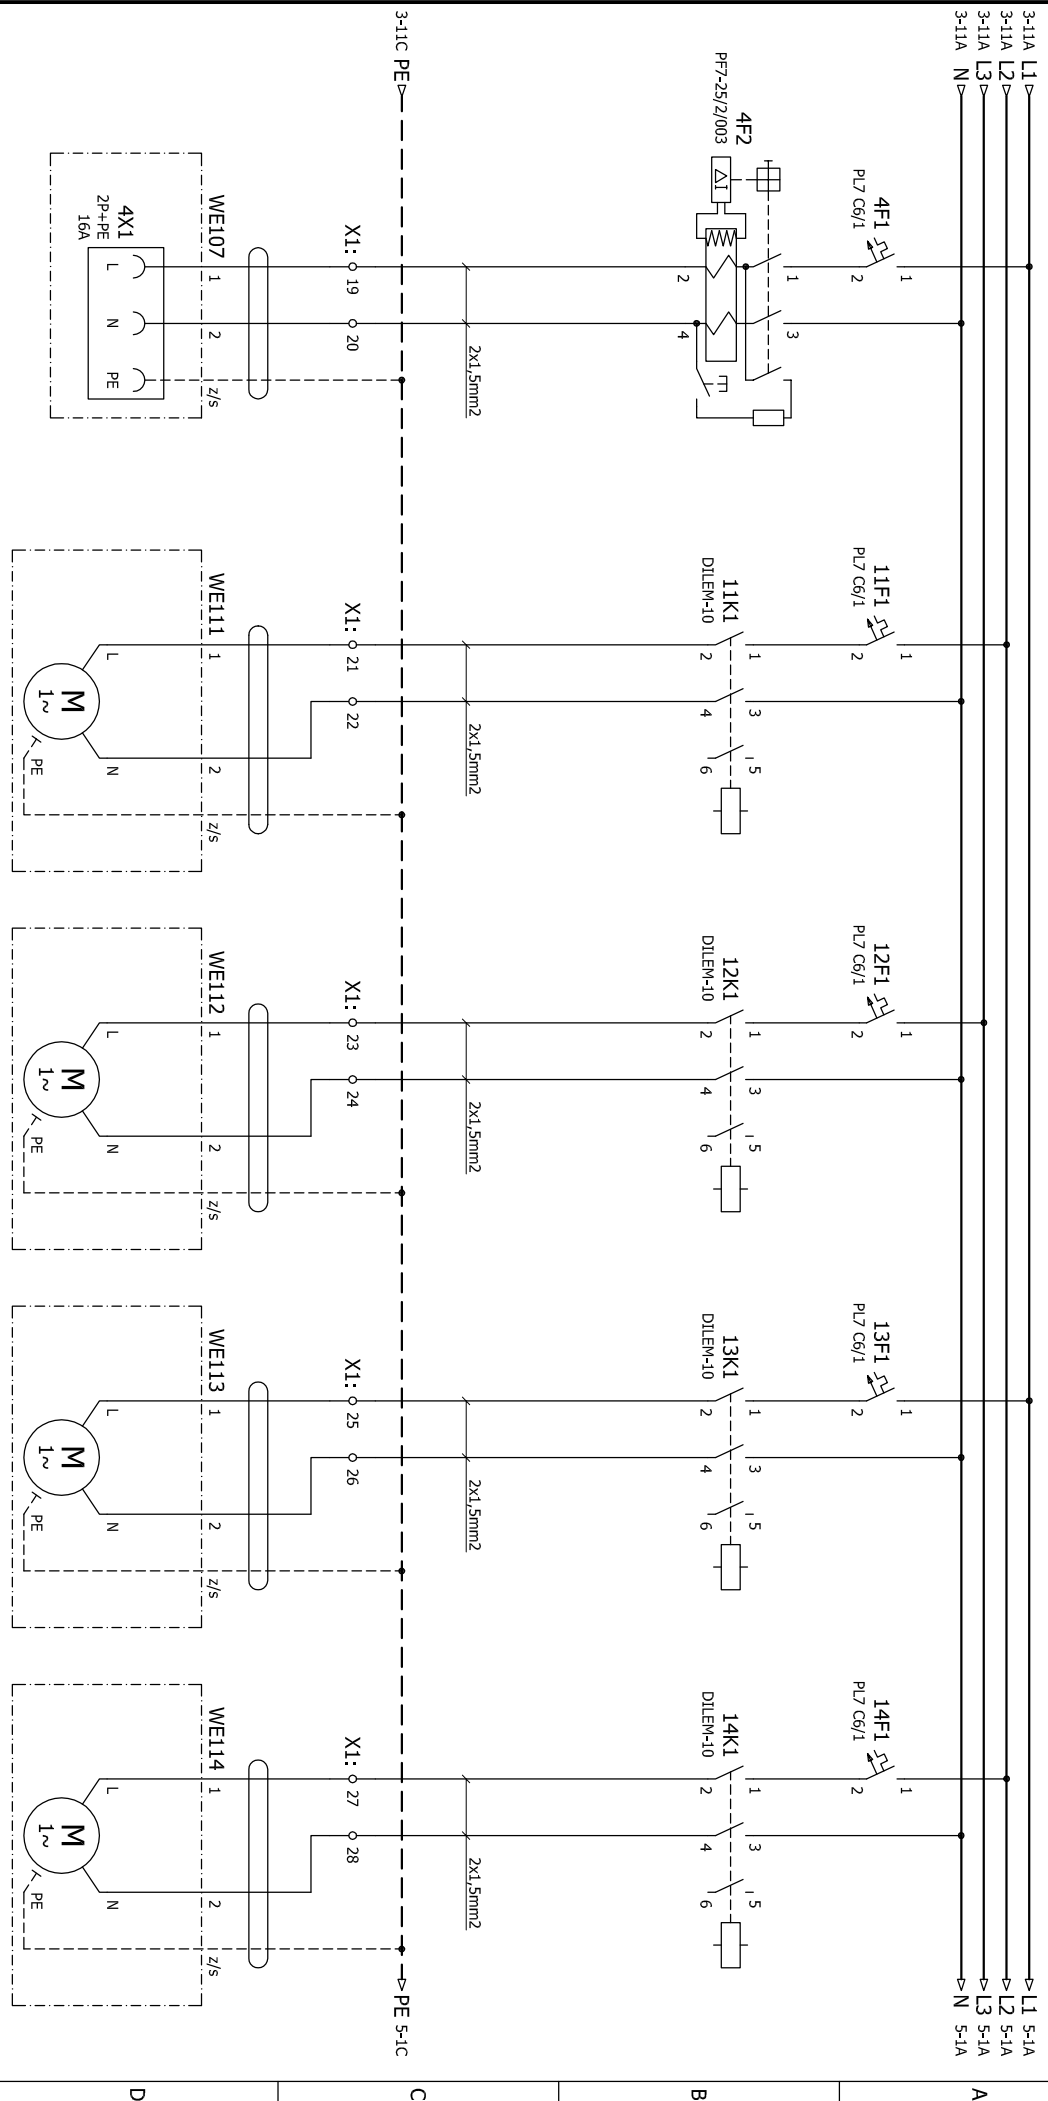 3-11A L1
3-11A L2
3-11A L3
3-11A N
L1 5-1A
L2 5-1A
L3 5-1A
N 5-1A
A
4F1
PL7 C6/1
1
2
11F1
PL7 C6/1
1
2
12F1
PL7 C6/1
1
2
13F1
PL7 C6/1
1
2
14F1
PL7 C6/1
1
2
4F2
PF7-25/2/003
ΔI
1
3
2
4
11K1
DILEM-10
1
3
5
2
4
6
12K1
DILEM-10
1
3
5
2
4
6
13K1
DILEM-10
1
3
5
2
4
6
14K1
DILEM-10
1
3
5
2
4
6
B
2x1,5mm2
2x1,5mm2
2x1,5mm2
2x1,5mm2
2x1,5mm2
3-11C PE
PE 5-1C
C
X1:
19
20
X1:
21
22
X1:
23
24
X1:
25
26
X1:
27
28
WE107
1
2
z/s
WE111
1
2
z/s
WE112
1
2
z/s
WE113
1
2
z/s
WE114
1
2
z/s
4X1
2P+PE
16A
L
N
PE
L
N
M
1~
PE
L
N
M
1~
PE
L
N
M
1~
PE
L
N
M
1~
PE
D